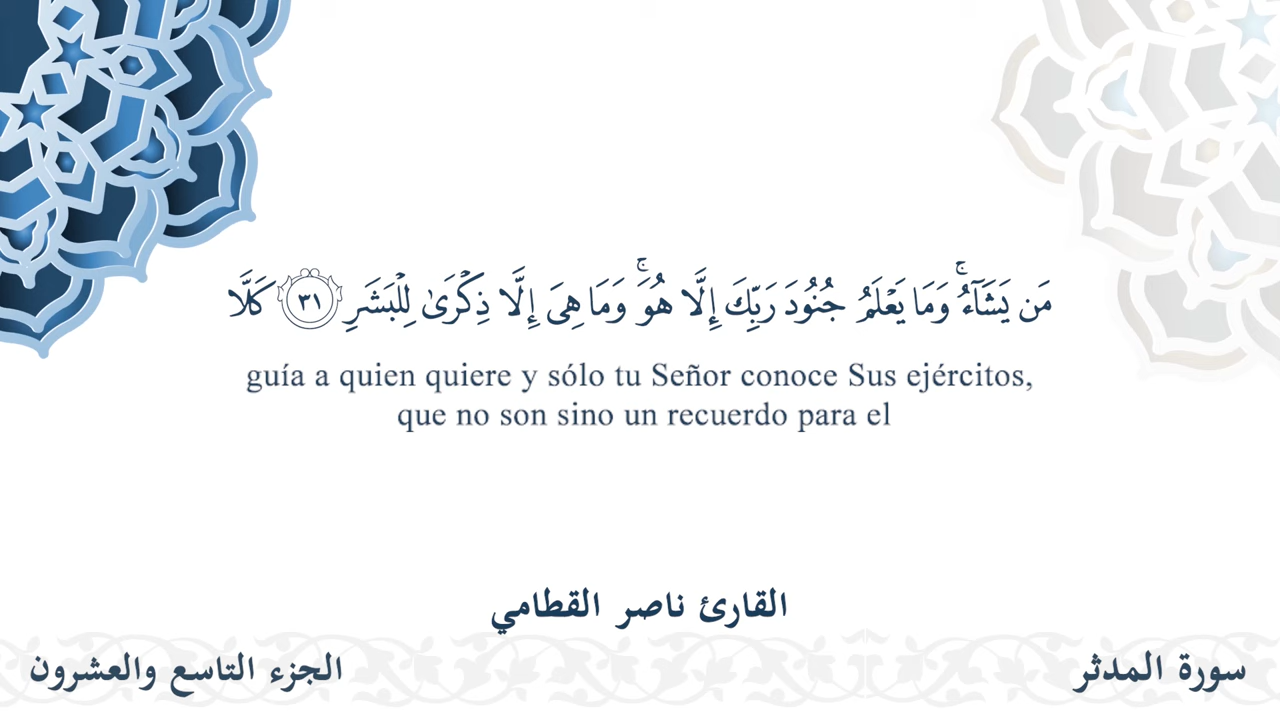 مَن يَشَآءُۚ وَمَا يَعْلَمُ جُنُودَ رَبِّكَ إِلَّا هُوَۚ وَمَا هِىَ إِلَّا ذِكْرَىٰ لِلْبَشَرِ ٣١ كَلَّا
guía a quien quiere y sólo tu Señor conoce Sus ejércitos,
que no son sino un recuerdo para el
القارئ ناصر القطامي
سورة المدثر
الجزء التاسع والعشرون